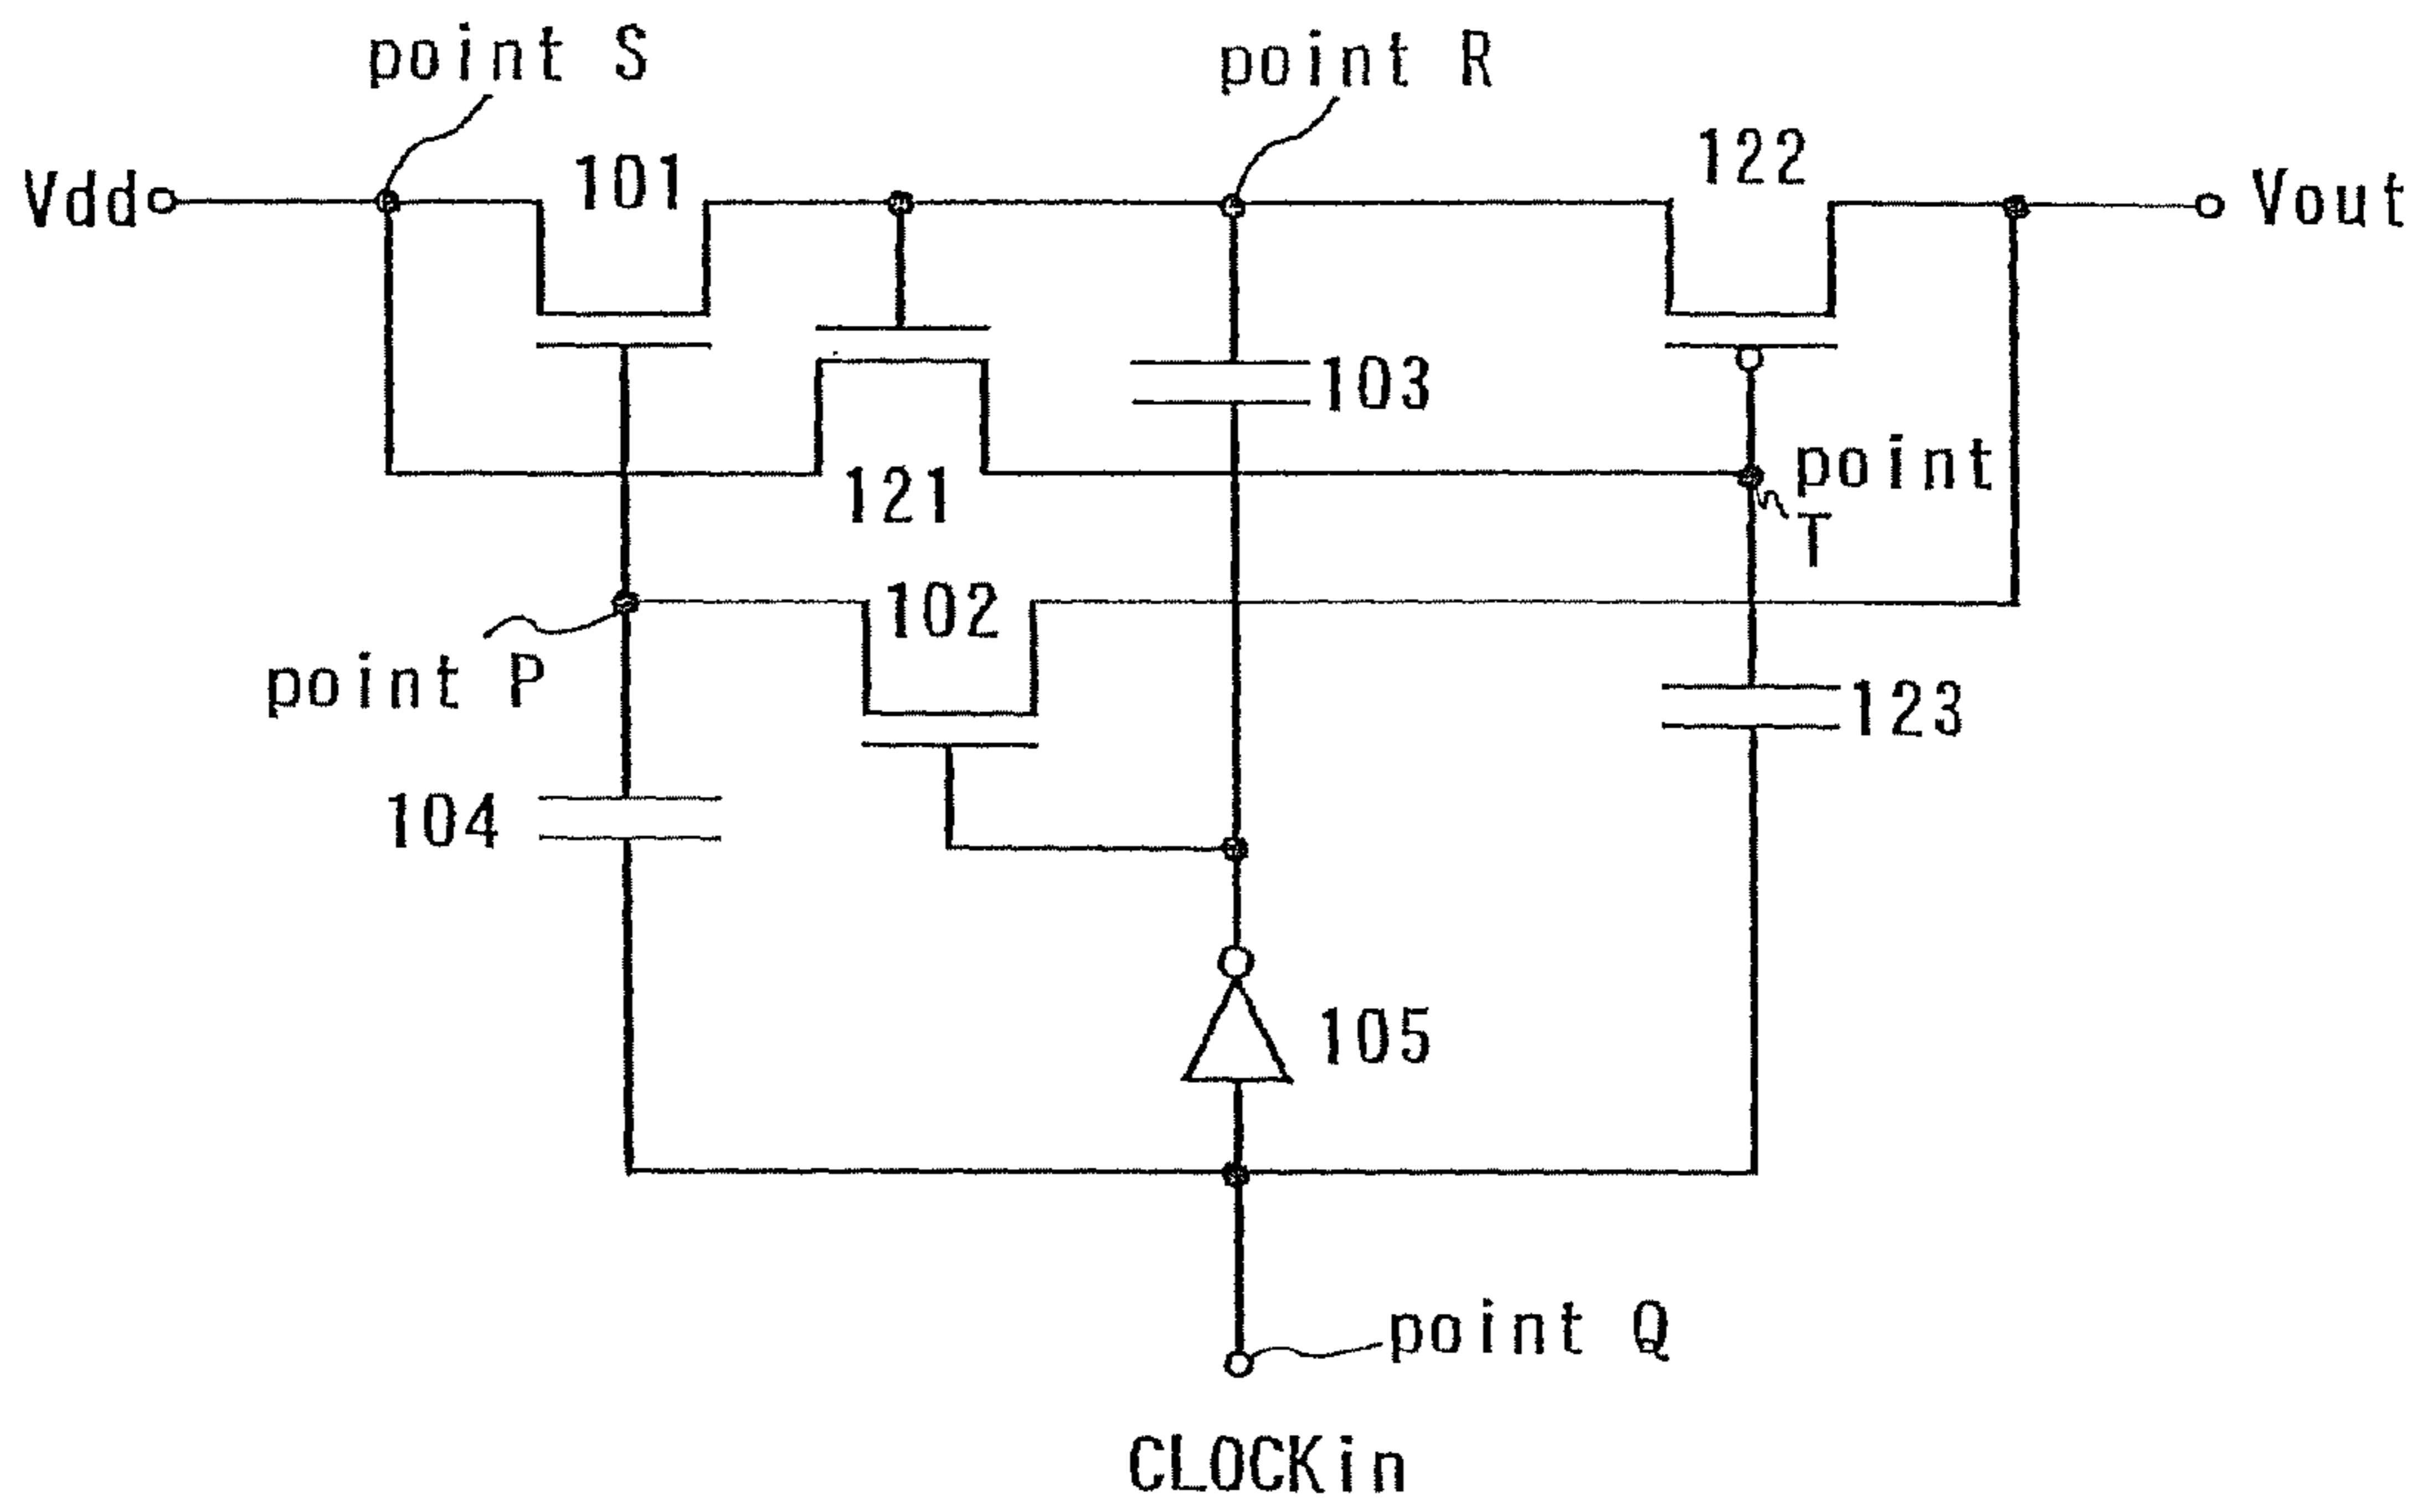 point S
point R
122
101
Vdd
Vout
103
point
T
121
102
point P
123
104
105
point Q
CLOCKin